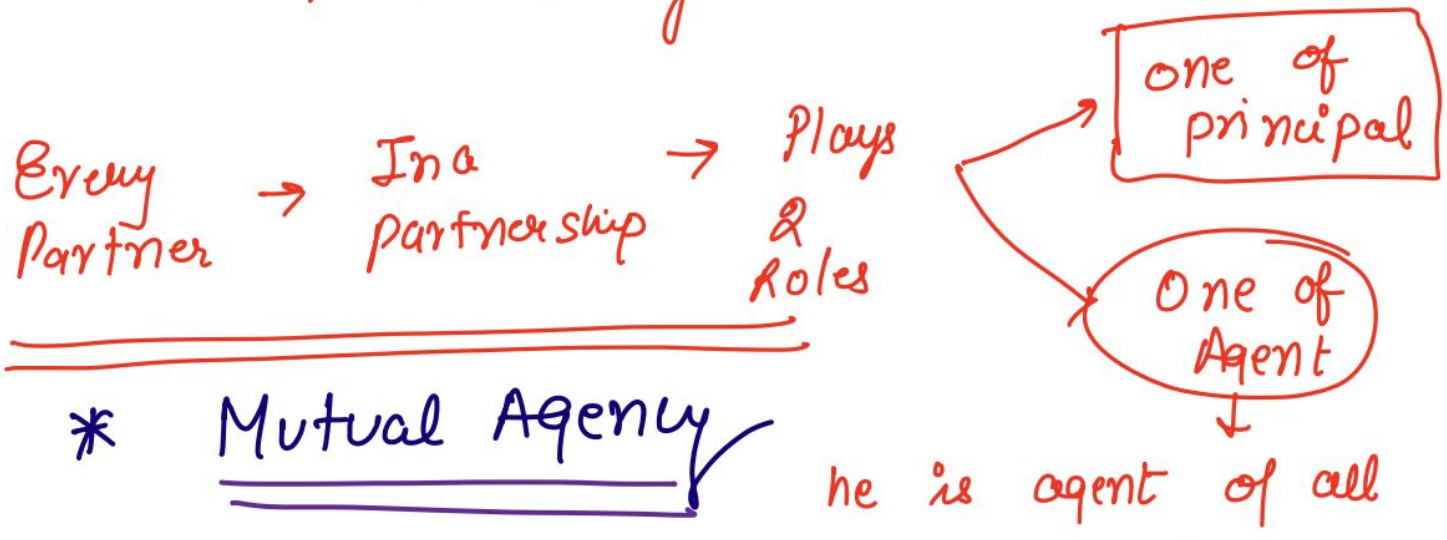 Every → In a → Plays
Partner partnership 2
Roles
one of
principal
One of
Agent
↓
* Mutual Agency
he is agent of all